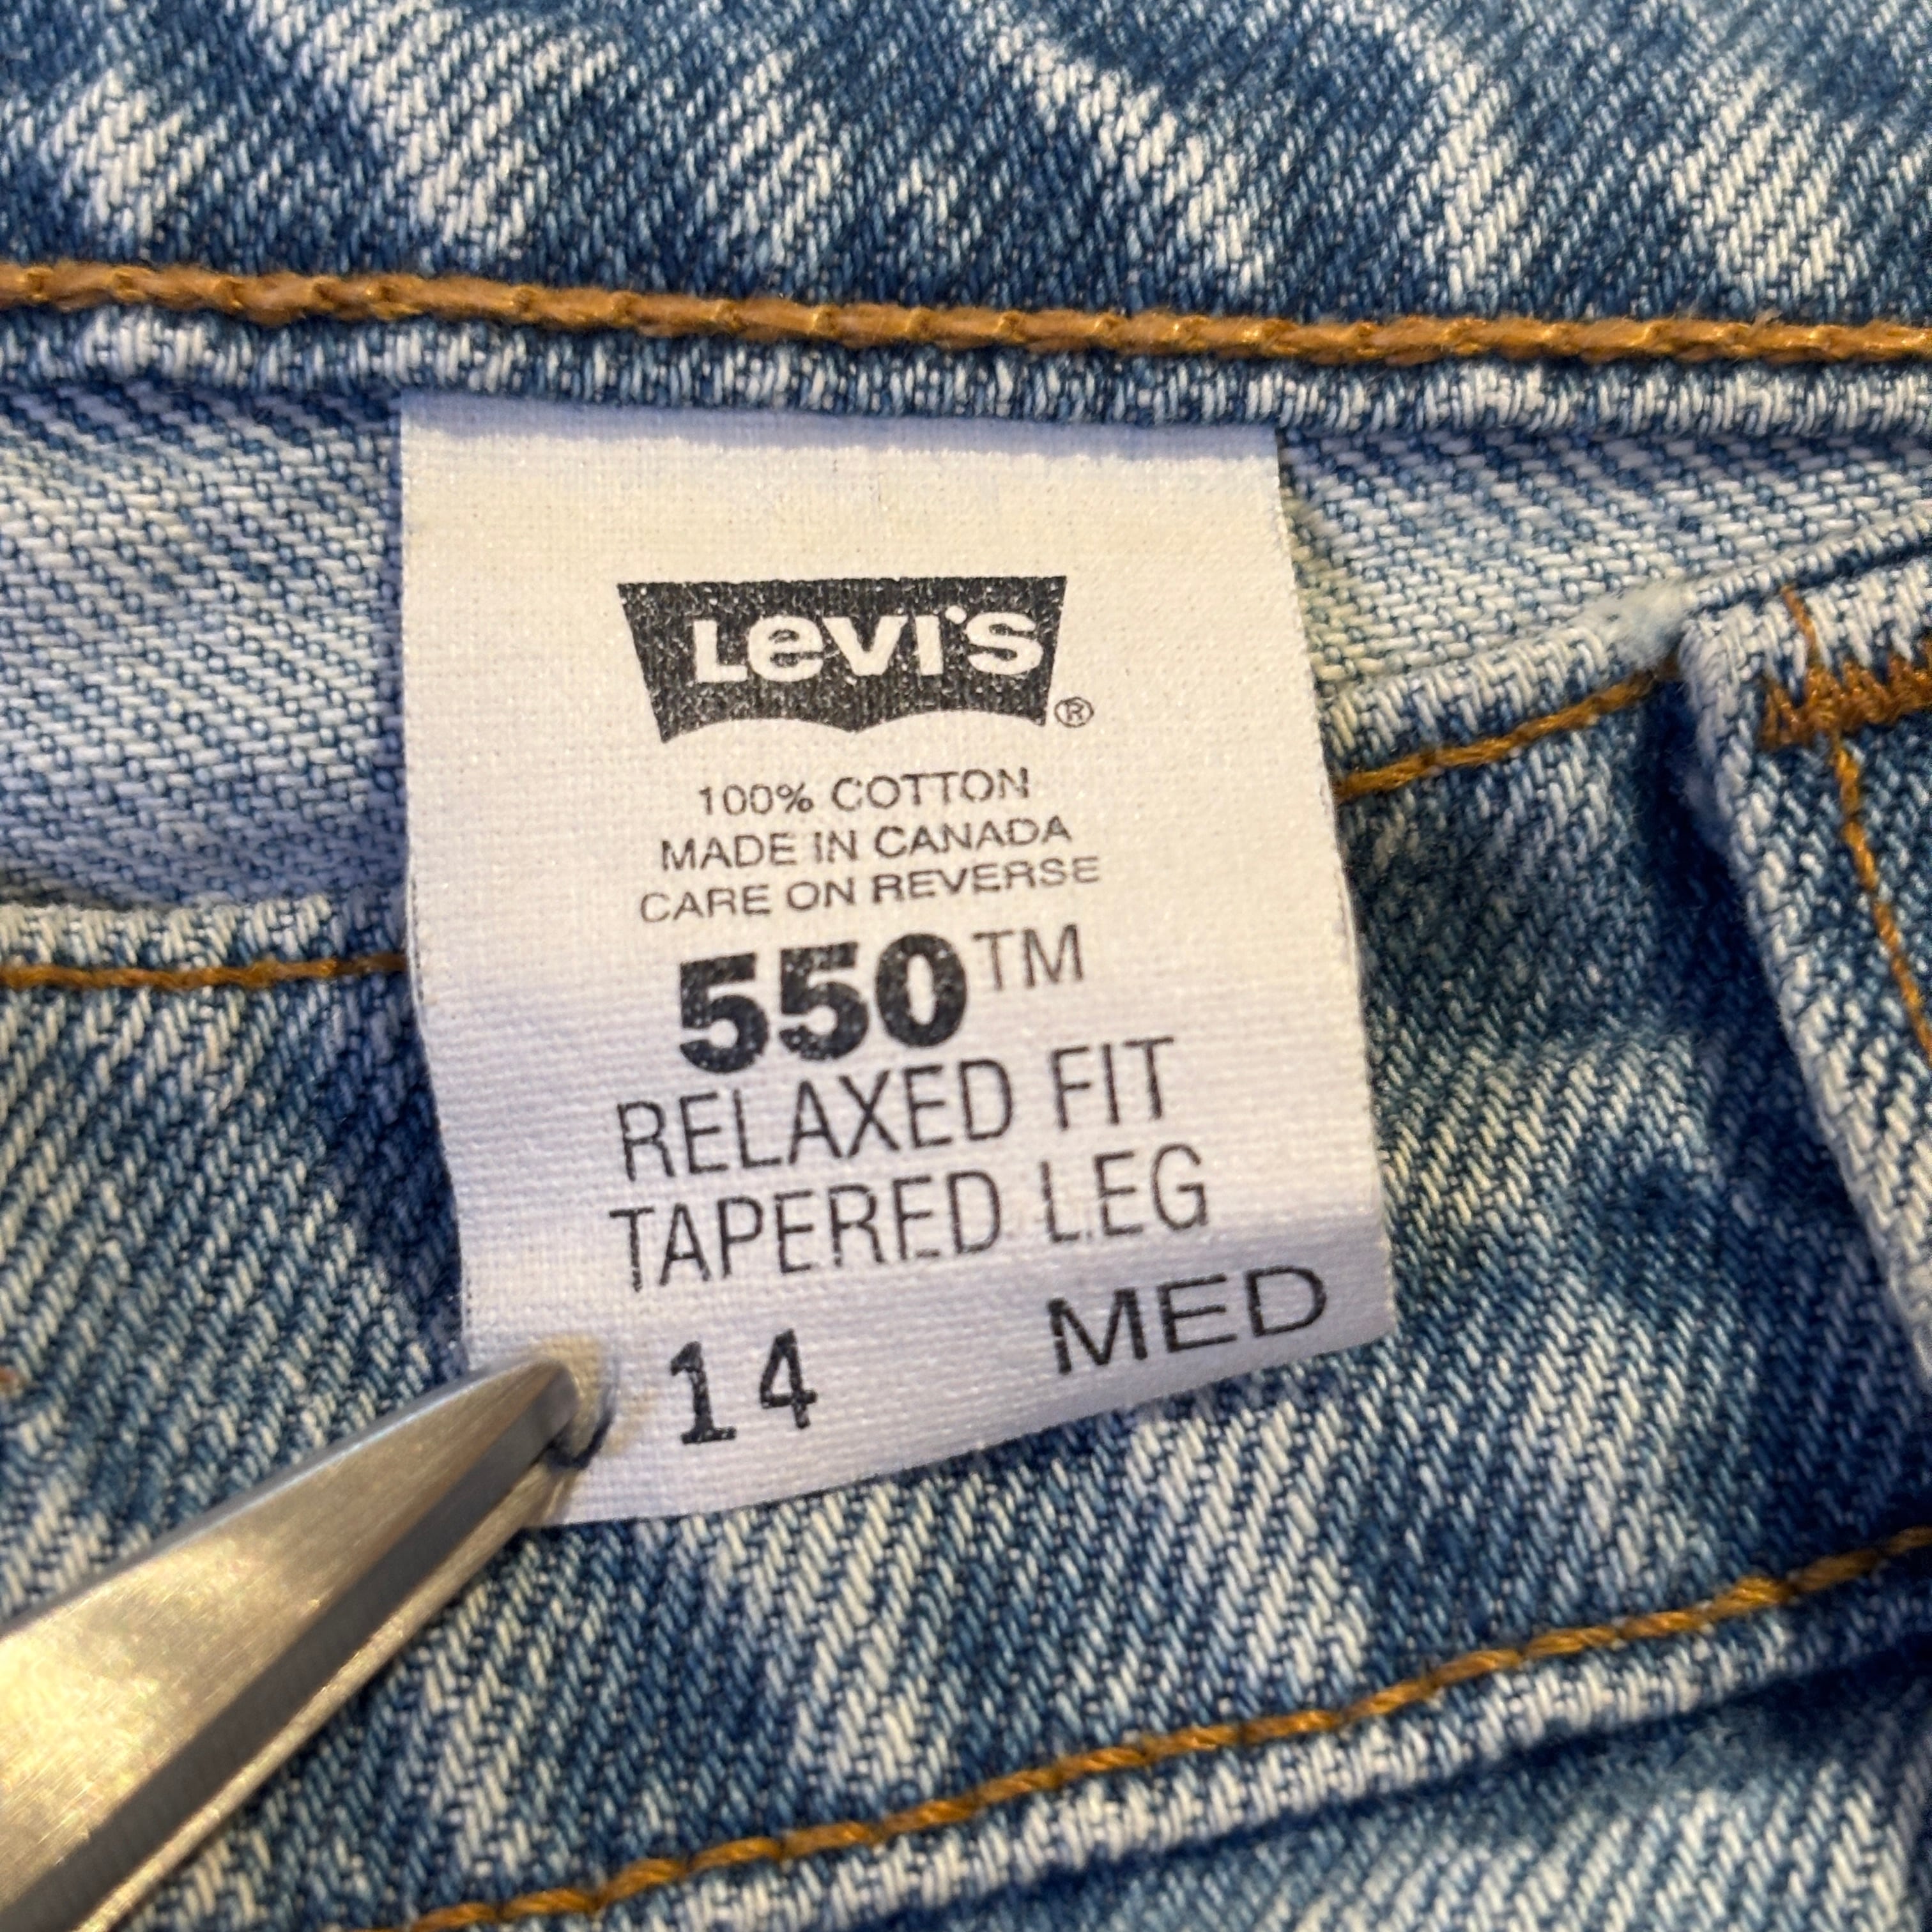 Levi's ®
100% COTTON
MADE IN CANADA
CARE ON REVERSE
550™
RELAXED FIT
TAPERED LEG
14 MED